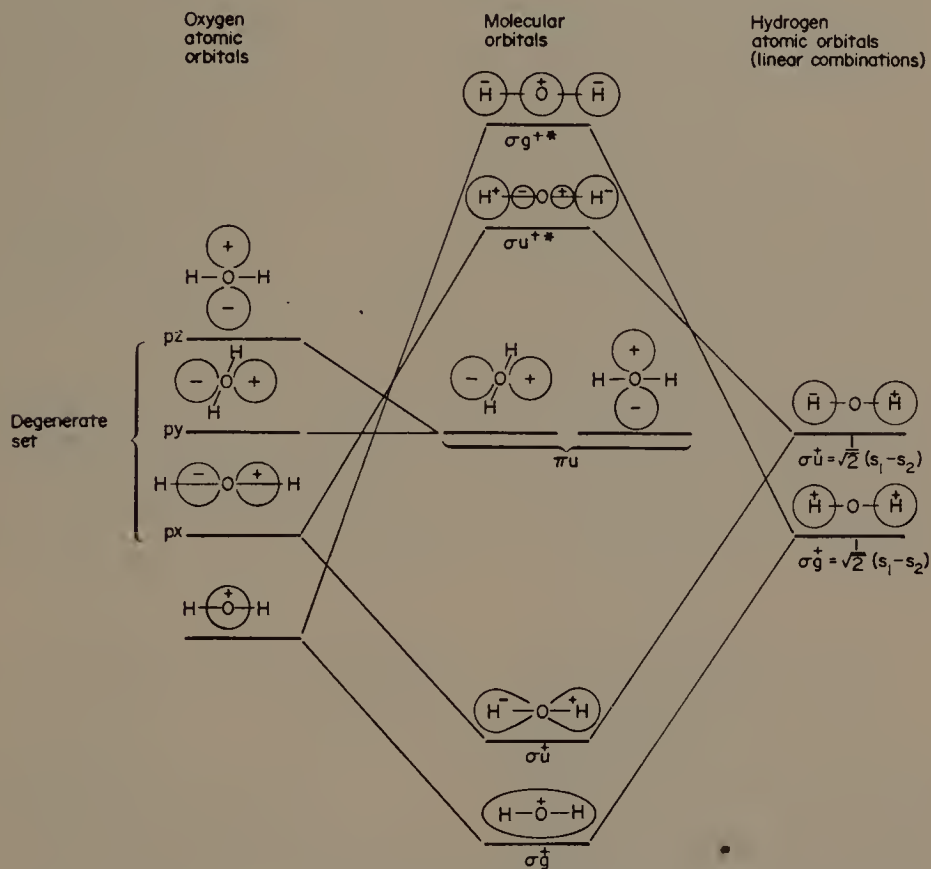 Oxygen
atomic
orbitals
Molecular
orbitals
Hydrogen
atomic orbitals
(linear combinations)
H̄ O⁺ H̄
σg⁺*
H⁺ − O + H⁻
σu⁺*
+
H O H
−
pz
H
− O +
H
py
H − O + H
px
Degenerate
set
+
H O H
H
− O +
H
+
H O H
−
πu
H̄ O H⁺
σu⁺ = 1/√2 (s₁−s₂)
H⁺ O H⁺
σg⁺ = 1/√2 (s₁−s₂)
H⁻ O ⁺H
σu⁺
+
H O H
σg⁺